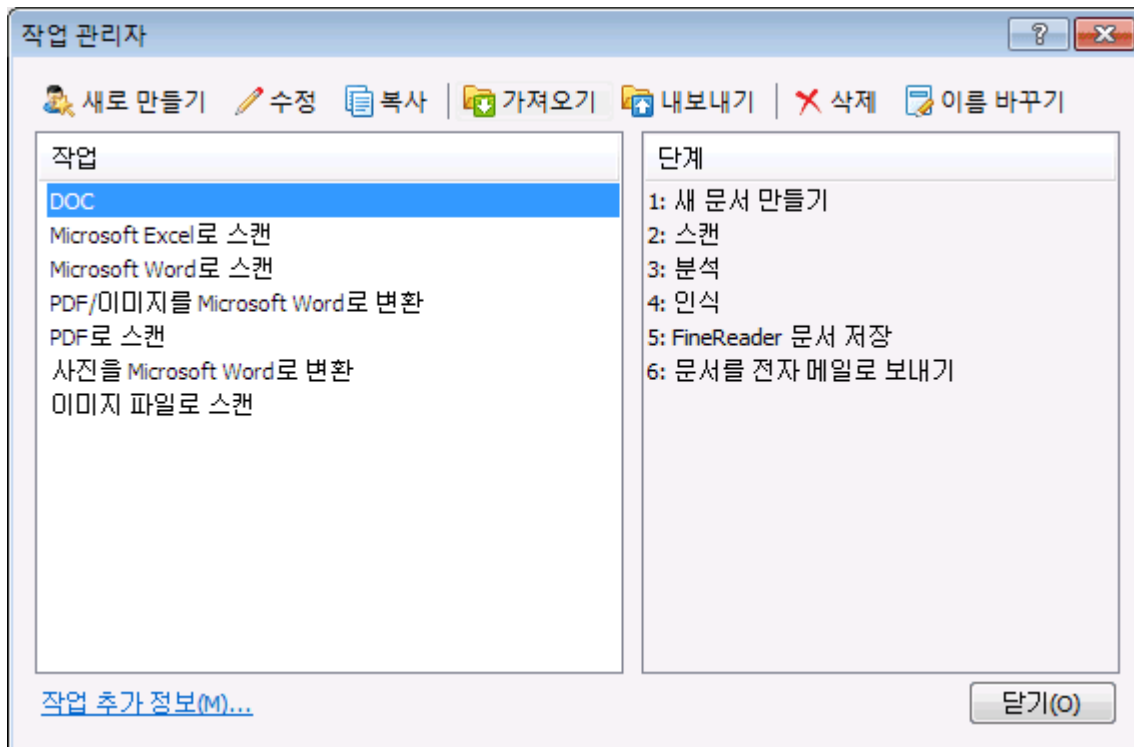 작업 관리자
새로 만들기 수정 복사 가져오기 내보내기 삭제 이름 바꾸기
작업
DOC
Microsoft Excel로 스캔
Microsoft Word로 스캔
PDF/이미지를 Microsoft Word로 변환
PDF로 스캔
사진을 Microsoft Word로 변환
이미지 파일로 스캔
단계
1: 새 문서 만들기
2: 스캔
3: 분석
4: 인식
5: FineReader 문서 저장
6: 문서를 전자 메일로 보내기
작업 추가 정보(M)...
닫기(O)